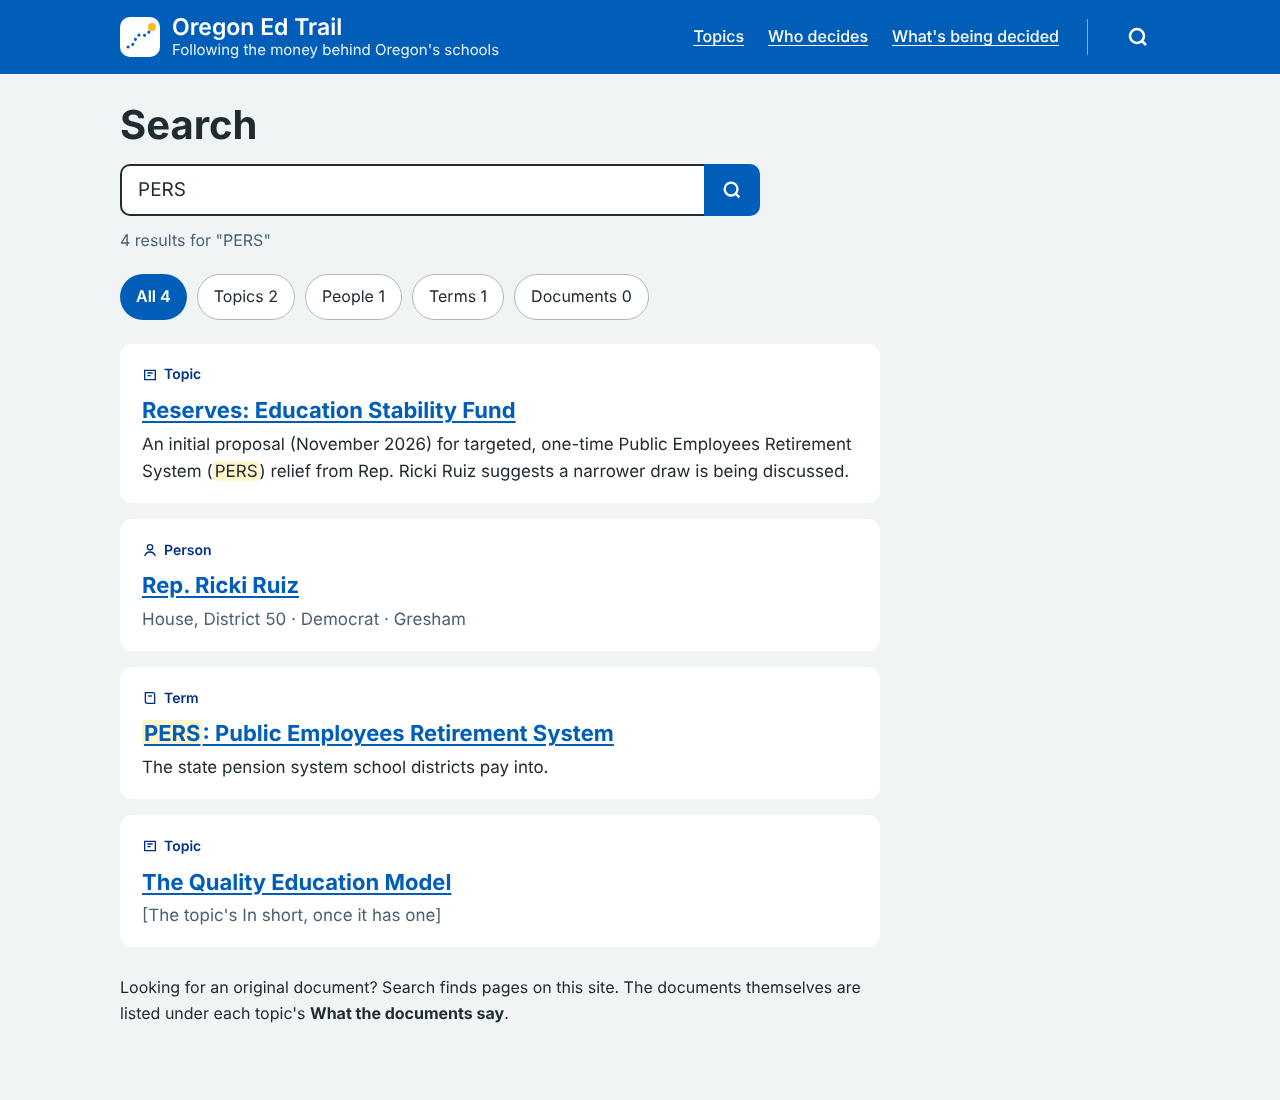 Oregon Ed Trail
Following the money behind Oregon's schools
Topics
Who decides
What's being decided
Search
PERS
4 results for "PERS"
All 4
Topics 2
People 1
Terms 1
Documents 0
Topic
Reserves: Education Stability Fund
An initial proposal (November 2026) for targeted, one-time Public Employees Retirement
System (PERS) relief from Rep. Ricki Ruiz suggests a narrower draw is being discussed.
Person
Rep. Ricki Ruiz
House, District 50 · Democrat · Gresham
Term
PERS: Public Employees Retirement System
The state pension system school districts pay into.
Topic
The Quality Education Model
[The topic's In short, once it has one]
Looking for an original document? Search finds pages on this site. The documents themselves are
listed under each topic's What the documents say.